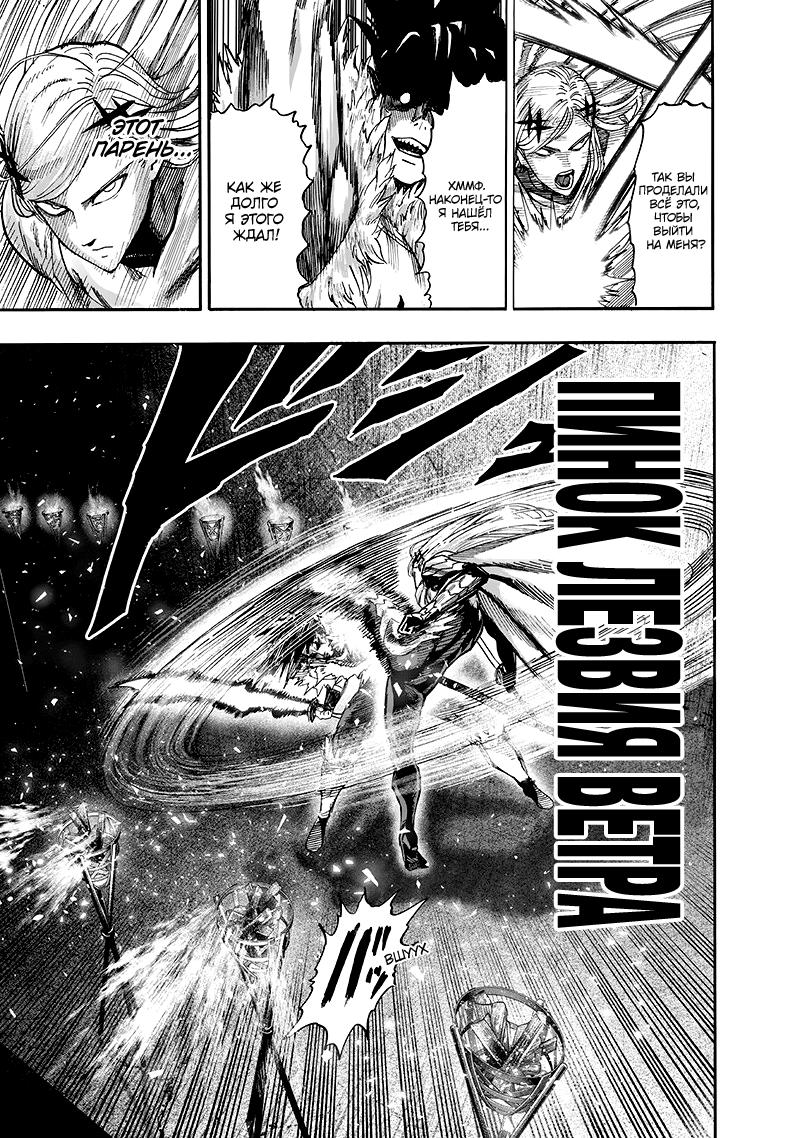 ТАК ВЫ
ПРОДЕЛАЛИ
ВСЁ ЭТО,
ЧТОБЫ
ВЫЙТИ
НА МЕНЯ?
ХММФ.
НАКОНЕЦ-ТО
Я НАШЁЛ
ТЕБЯ...
КАК ЖЕ
ДОЛГО
Я ЭТОГО
ЖДАЛ!
ЭТОТ
ПАРЕНЬ...
ПИНОК ЛЕЗВИЯ ВЕТРА
ВШУУХ